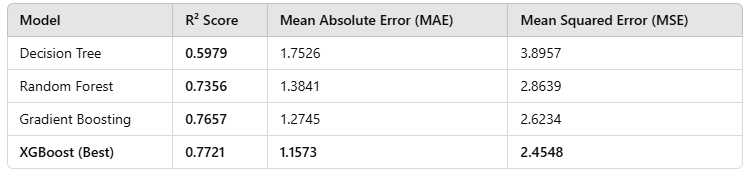 Model R² Score Mean Absolute Error (MAE) Mean Squared Error (MSE)
Decision Tree 0.5979 1.7526 3.8957
Random Forest 0.7356 1.3841 2.8639
Gradient Boosting 0.7657 1.2745 2.6234
XGBoost (Best) 0.7721 1.1573 2.4548